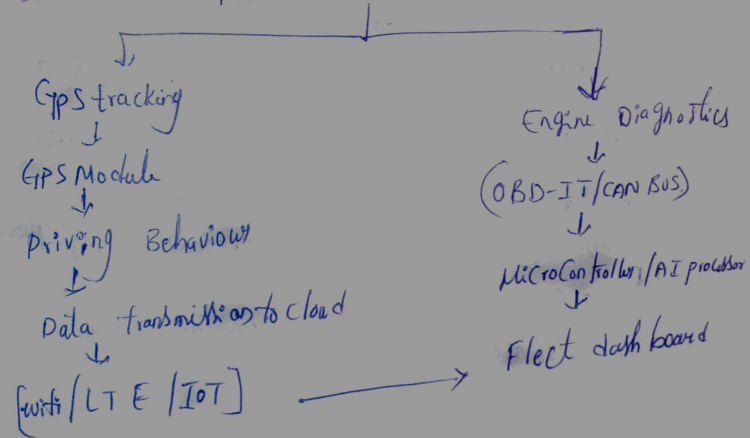 GPS tracking
GPS Module
Driving Behaviour
Data transmission to cloud
[wifi/LTE/IOT]
Engine Diagnostics
(OBD-II/CAN BUS)
MicroController/AI processor
Fleet dashboard